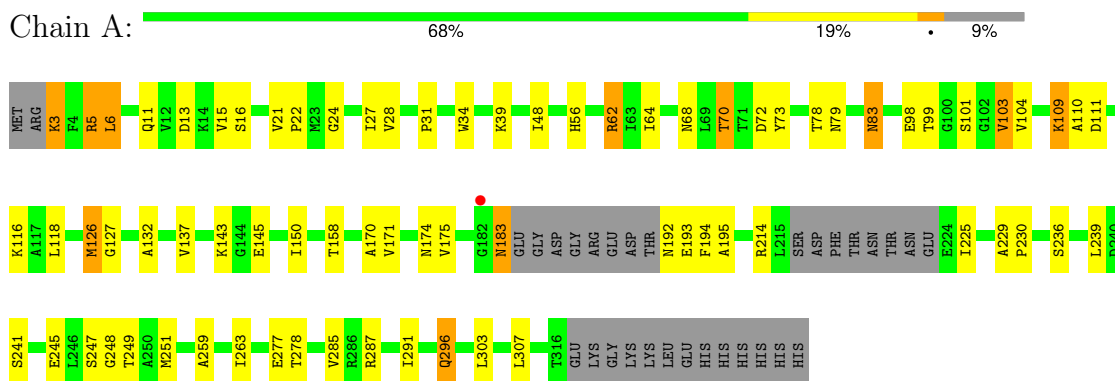 Chain A:
68% 19% • 9%
MET ARG K3 F4 R5 L6 Q11 V12 D13 K14 V15 S16 V21 P22 M23 G24 I27 V28 P31 W34 K39 I48 H56 R62 I63 I64 N68 L69 T70 T71 D72 Y73 T78 N79 N83 E98 T99 G100 S101 G102 V103 V104 K109 A110 D111
K116 A117 L118 M126 G127 A132 V137 K143 G144 E145 I150 T158 A170 V171 N174 V175 G182 N183 GLU GLY ASP GLY ARG GLU ASP THR N192 E193 F194 A195 R214 L215 SER ASP PHE THR ASN THR THR ASN GLU E224 I225 A229 P230 S236 L239 D240
S241 E245 L246 S247 G248 T249 A250 M251 A259 I263 E277 T278 V285 R286 R287 I291 Q296 L303 L307 T316 GLU LYS GLY LYS LYS LEU GLU HIS HIS HIS HIS HIS HIS